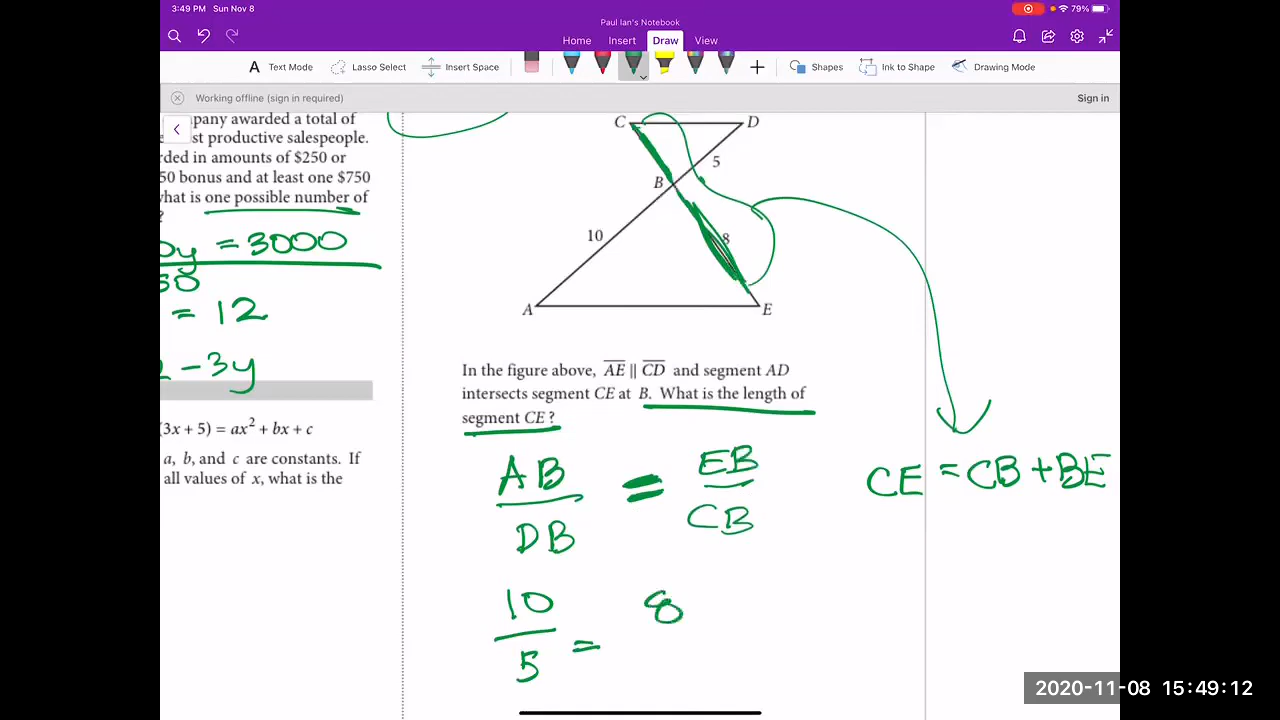 3:49 PM Sun Nov 8
79%
Paul Ian's Notebook
Home Insert Draw View
A Text Mode Lasso Select Insert Space + Shapes Ink to Shape Drawing Mode
Working offline (sign in required) Sign in
pany awarded a total of
st productive salespeople.
ded in amounts of $250 or
50 bonus and at least one $750
hat is one possible number of
?
y = 3000
50
= 12
- 3y
3x + 5) = ax² + bx + c
a, b, and c are constants. If
all values of x, what is the
C D
5
B
10 8
A E
In the figure above, AE || CD and segment AD
intersects segment CE at B. What is the length of
segment CE ?
AB = EB
DB CB
CE = CB + BE
10 = 8
5
2020-11-08 15:49:12